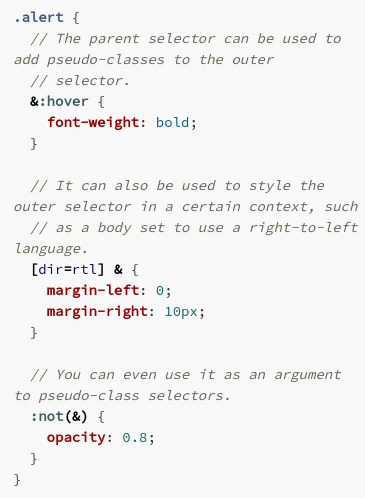 .alert {
  // The parent selector can be used to
add pseudo-classes to the outer
  // selector.
  &:hover {
    font-weight: bold;
  }

  // It can also be used to style the
outer selector in a certain context, such
  // as a body set to use a right-to-left
language.
  [dir=rtl] & {
    margin-left: 0;
    margin-right: 10px;
  }

  // You can even use it as an argument
to pseudo-class selectors.
  :not(&) {
    opacity: 0.8;
  }
}